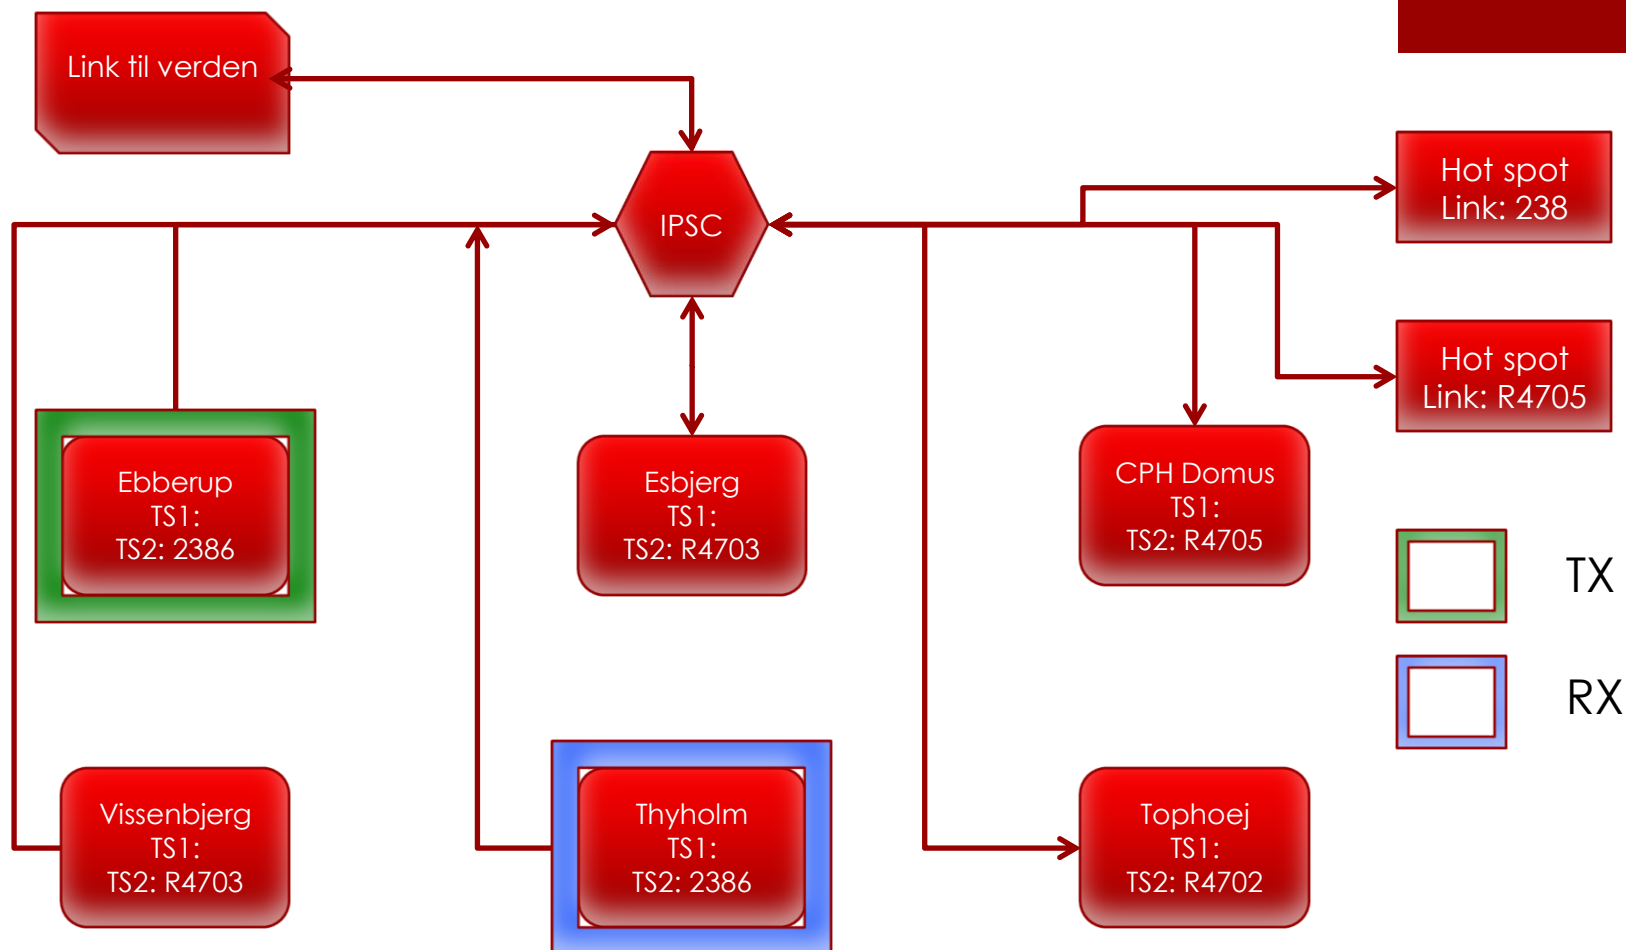 Link til verden
IPSC
Hot spot
Link: 238
Hot spot
Link: R4705
Ebberup
TS1:
TS2: 2386
Esbjerg
TS1:
TS2: R4703
CPH Domus
TS1:
TS2: R4705
TX
RX
Vissenbjerg
TS1:
TS2: R4703
Thyholm
TS1:
TS2: 2386
Tophoej
TS1:
TS2: R4702